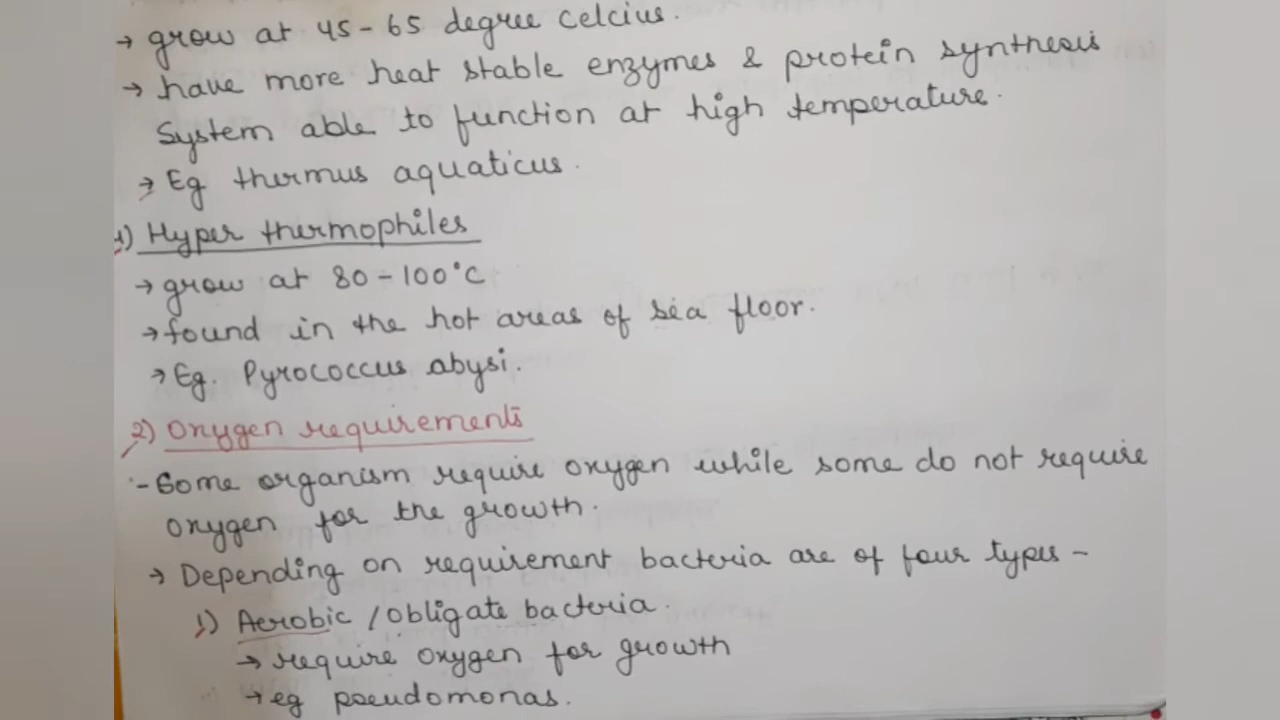 → grow at 45-65 degree celcius.
→ have more heat stable enzymes & protein synthesis
system able to function at high temperature.
→ Eg thermus aquaticus.
4) Hyper thermophiles
→ grow at 80-100°C
→ found in the hot areas of sea floor.
→ Eg. Pyrococcus abysi.
2) Oxygen requirements
- Some organism require oxygen while some do not require
oxygen for the growth.
→ Depending on requirement bacteria are of four types -
1) Aerobic / Obligate bacteria.
→ require oxygen for growth
→ eg pseudomonas.